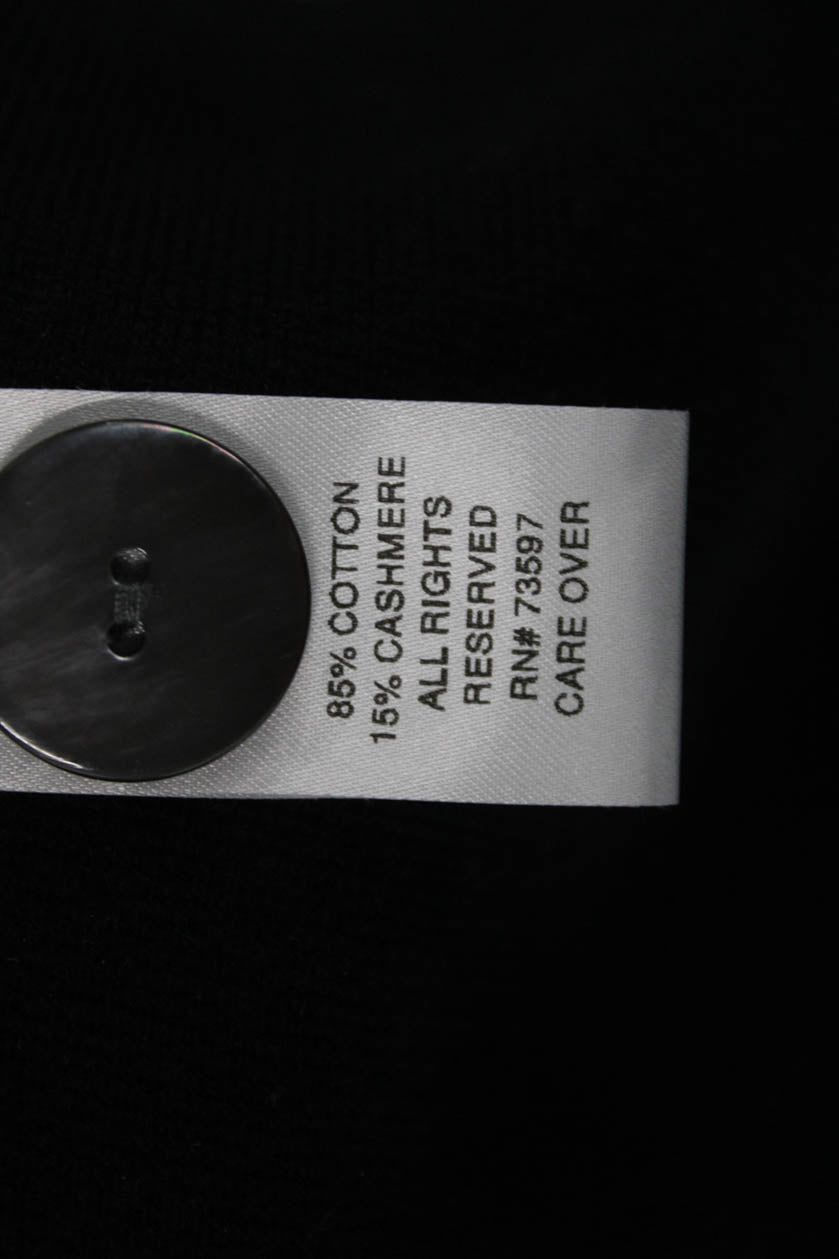 85% COTTON
15% CASHMERE
ALL RIGHTS
RESERVED
RN# 73597
CARE OVER